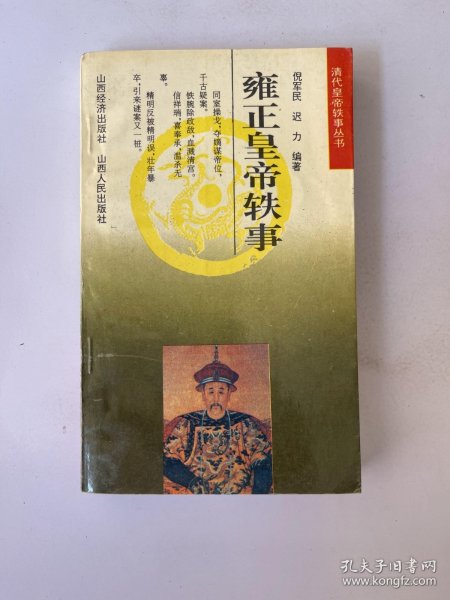 清代皇帝轶事丛书
倪军民 迟力 编著
雍正皇帝轶事
同室操戈,夺嫡谋帝位,
千古疑案。
铁腕除政敌,血溅清宫。
信祥瑞,喜奉承,滥杀无
辜。
精明反被精明误,壮年暴
卒,引来谜案又一桩。
山西经济出版社 山西人民出版社
孔夫子旧书网
www.kongfz.com